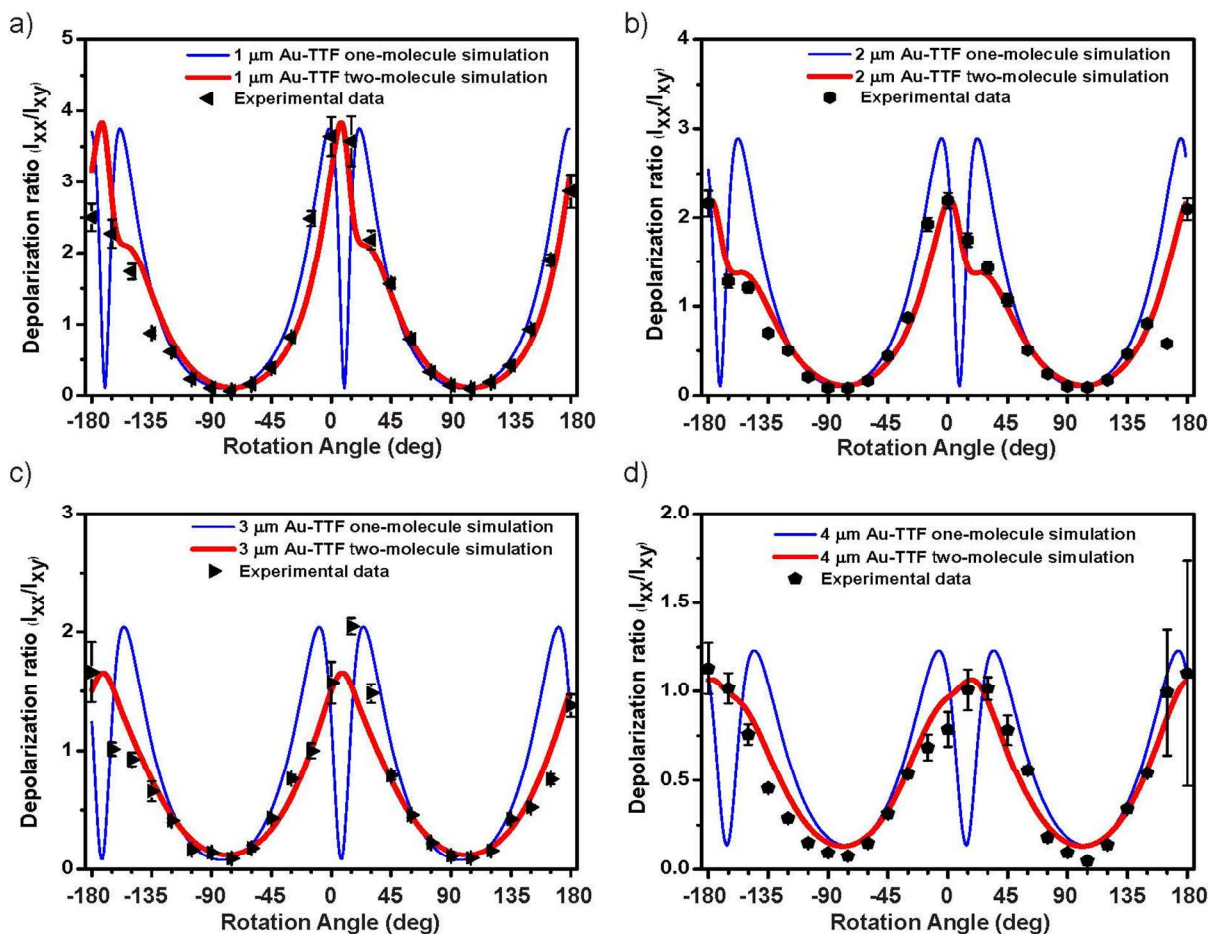 a)
Depolarization ratio (Ixx/Ixy)
5
4
3
2
1
0
1 µm Au-TTF one-molecule simulation
1 µm Au-TTF two-molecule simulation
Experimental data
-180 -135 -90 -45 0 45 90 135 180
Rotation Angle (deg)
b)
Depolarization ratio (Ixx/Ixy)
4
3
2
1
0
2 µm Au-TTF one-molecule simulation
2 µm Au-TTF two-molecule simulation
Experimental data
-180 -135 -90 -45 0 45 90 135 180
Rotation Angle (deg)
c)
Depolarization ratio (Ixx/Ixy)
3
2
1
0
3 µm Au-TTF one-molecule simulation
3 µm Au-TTF two-molecule simulation
Experimental data
-180 -135 -90 -45 0 45 90 135 180
Rotation Angle (deg)
d)
Depolarization ratio (Ixx/Ixy)
2.0
1.5
1.0
0.5
0.0
4 µm Au-TTF one-molecule simulation
4 µm Au-TTF two-molecule simulation
Experimental data
-180 -135 -90 -45 0 45 90 135 180
Rotation Angle (deg)